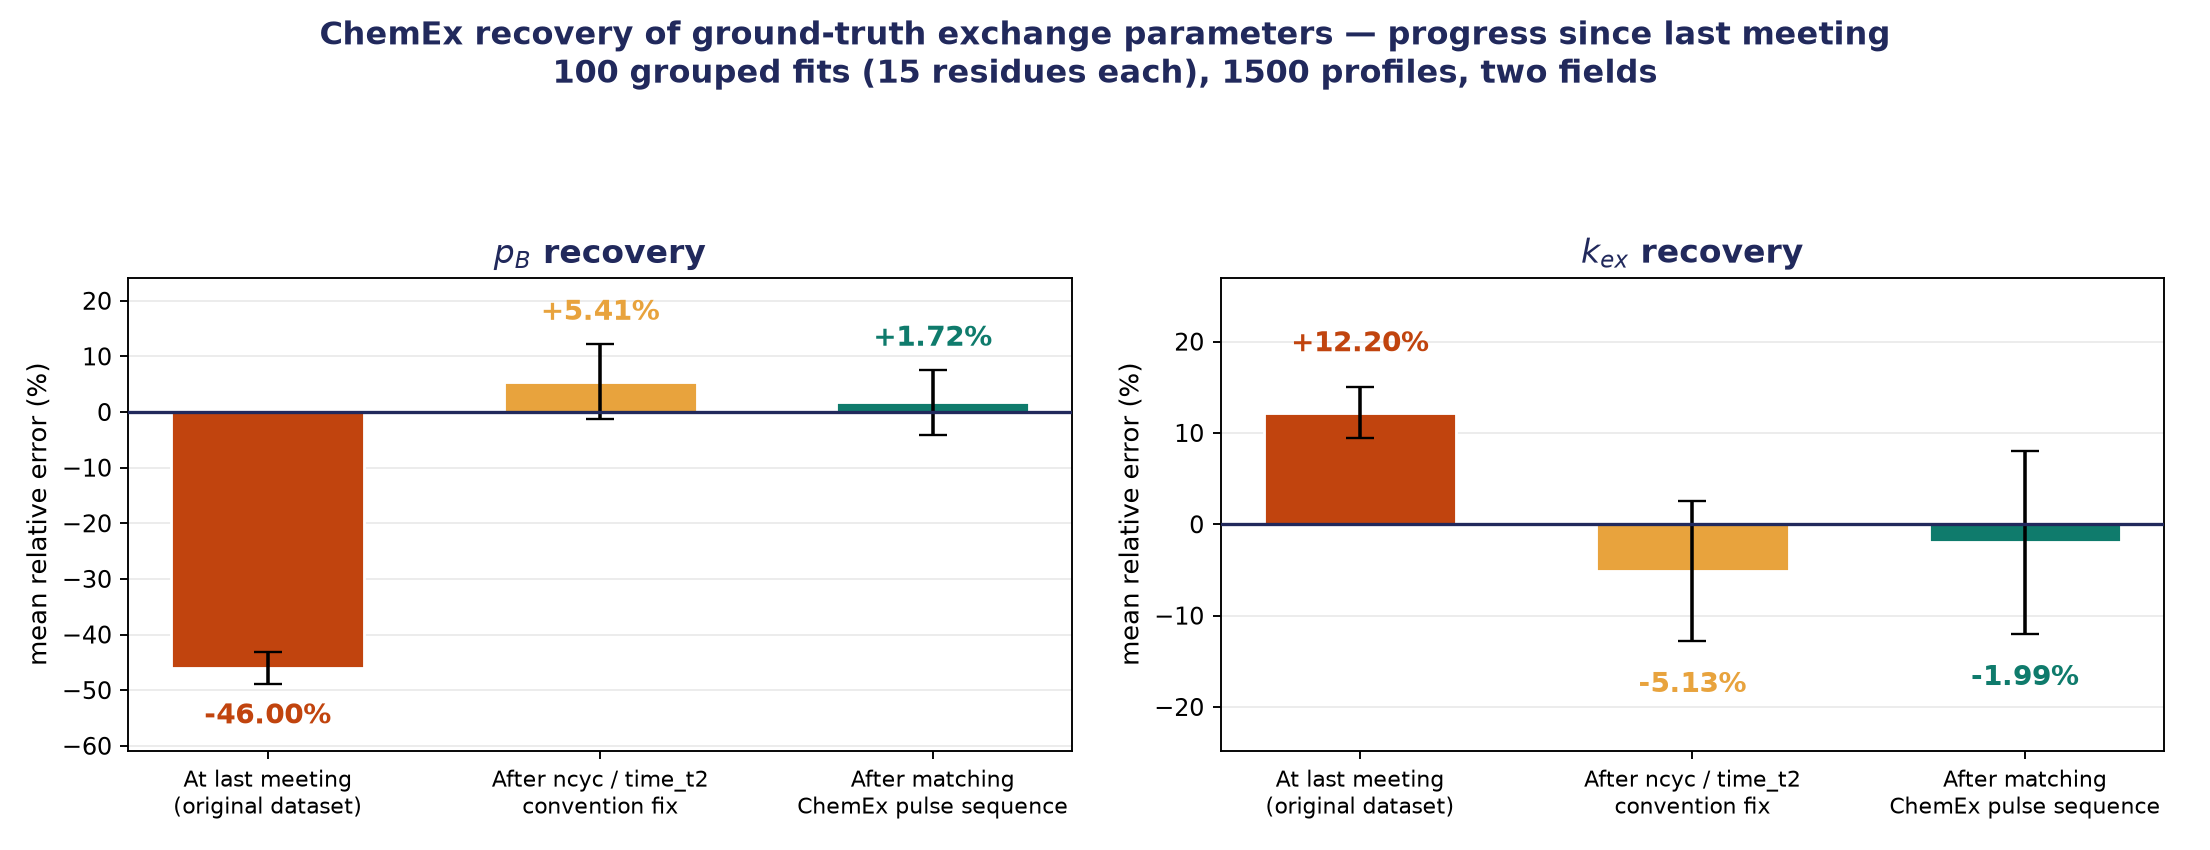 ChemEx recovery of ground-truth exchange parameters — progress since last meeting
100 grouped fits (15 residues each), 1500 profiles, two fields
p_B recovery
mean relative error (%)
20
10
0
−10
−20
−30
−40
−50
−60
-46.00%
+5.41%
+1.72%
At last meeting
(original dataset)
After ncyc / time_t2
convention fix
After matching
ChemEx pulse sequence
k_ex recovery
mean relative error (%)
20
10
0
−10
−20
+12.20%
-5.13%
-1.99%
At last meeting
(original dataset)
After ncyc / time_t2
convention fix
After matching
ChemEx pulse sequence